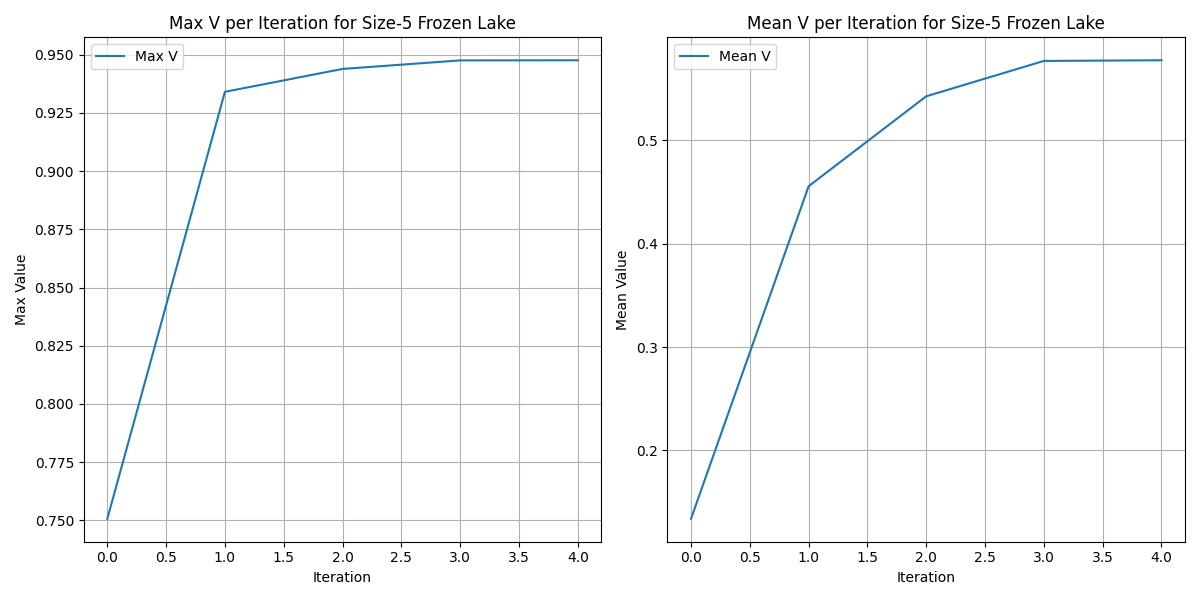 Max V per Iteration for Size-5 Frozen Lake
Max V
0.950
0.925
0.900
0.875
0.850
0.825
0.800
0.775
0.750
Max Value
0.0 0.5 1.0 1.5 2.0 2.5 3.0 3.5 4.0
Iteration
Mean V per Iteration for Size-5 Frozen Lake
Mean V
0.5
0.4
0.3
0.2
Mean Value
0.0 0.5 1.0 1.5 2.0 2.5 3.0 3.5 4.0
Iteration